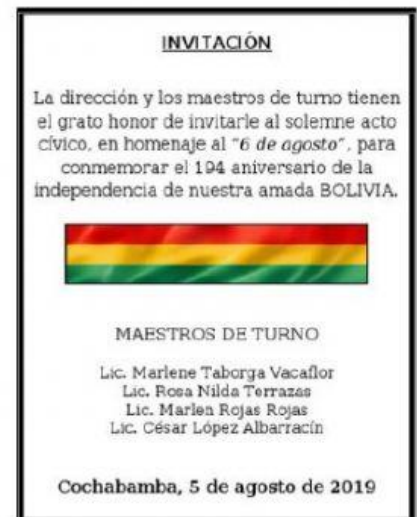 INVITACIÓN
La dirección y los maestros de turno tienen
el grato honor de invitarle al solemne acto
cívico, en homenaje al "6 de agosto", para
conmemorar el 194 aniversario de la
independencia de nuestra amada BOLIVIA.
MAESTROS DE TURNO
Lic. Marlene Taborga Vacaflor
Lic. Rosa Nilda Terrazas
Lic. Marlen Rojas Rojas
Lic. César López Albarracín
Cochabamba, 5 de agosto de 2019